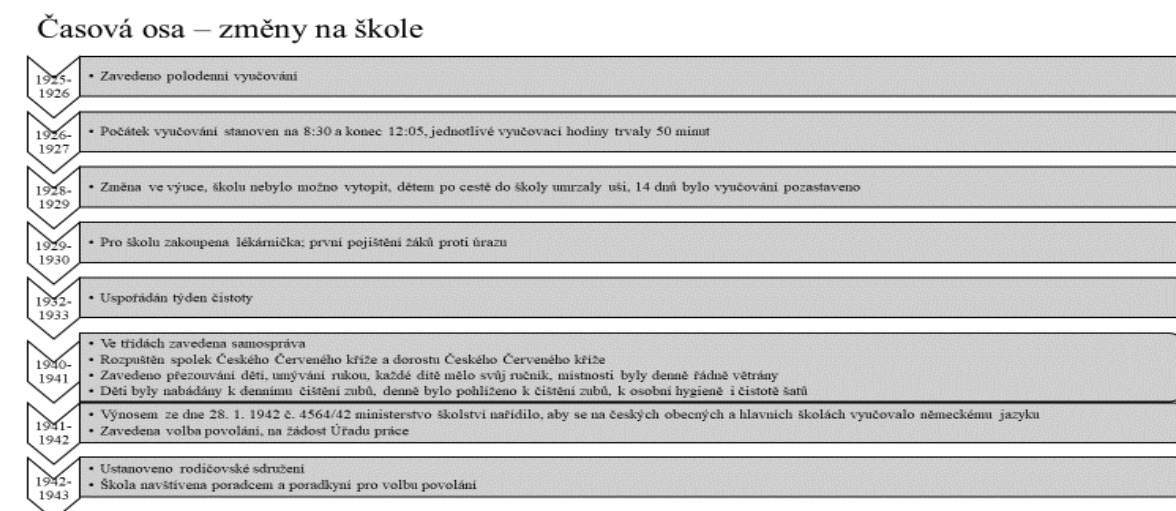 Časová osa – změny na škole
1925-
1926
• Zavedeno polodenní vyučování
1926-
1927
• Počátek vyučování stanoven na 8:30 a konec 12:05, jednotlivé vyučovací hodiny trvaly 50 minut
1928-
1929
• Změna ve výuce, školu nebylo možno vytopit, dětem po cestě do školy umrzaly uši, 14 dnů bylo vyučování pozastaveno
1929-
1930
• Pro školu zakoupena lékárnička; první pojištění žáků proti úrazu
1932-
1933
• Uspořádán týden čistoty
1940-
1941
• Ve třídách zavedena samospráva
• Rozpuštěn spolek Českého Červeného kříže a dorostu Českého Červeného kříže
• Zavedeno přezouvání dětí, umývání rukou, každé dítě mělo svůj ručník, místnosti byly denně řádně větrány
• Děti byly nabádány k dennímu čištění zubů, denně bylo pohlíženo k čištění zubů, k osobní hygieně i čistotě šatů
1941-
1942
• Výnosem ze dne 28. 1. 1942 č. 4564/42 ministerstvo školství nařídilo, aby se na českých obecných a hlavních školách vyučovalo německému jazyku
• Zavedena volba povolání, na žádost Úřadu práce
1942-
1943
• Ustanoveno rodičovské sdružení
• Škola navštívena poradcem a poradkyní pro volbu povolání